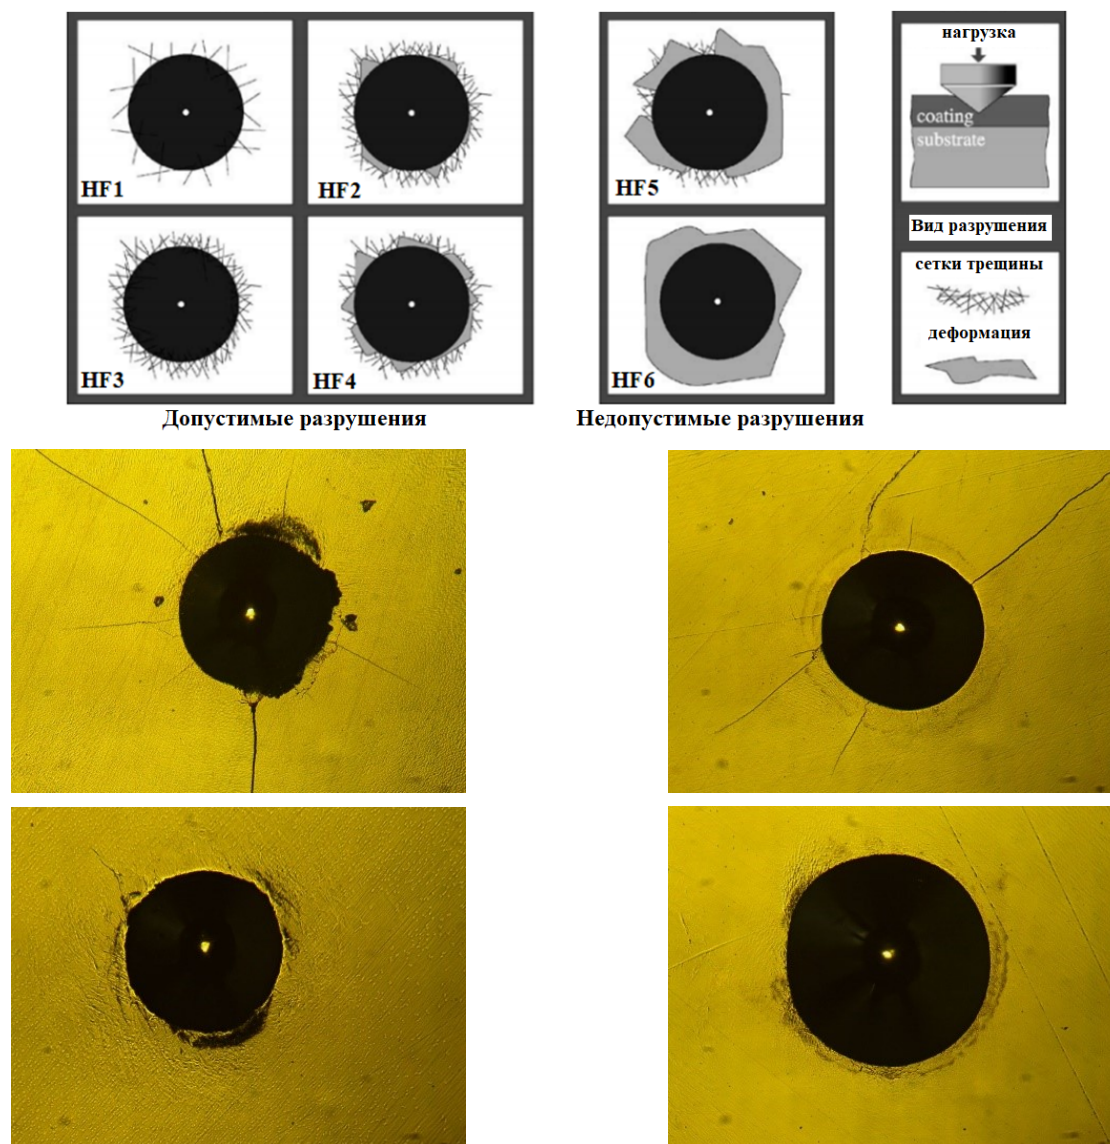 HF1
HF2
HF3
HF4
Допустимые разрушения
HF5
HF6
Недопустимые разрушения
нагрузка
coating
substrate
Вид разрушения
сетки трещины
деформация